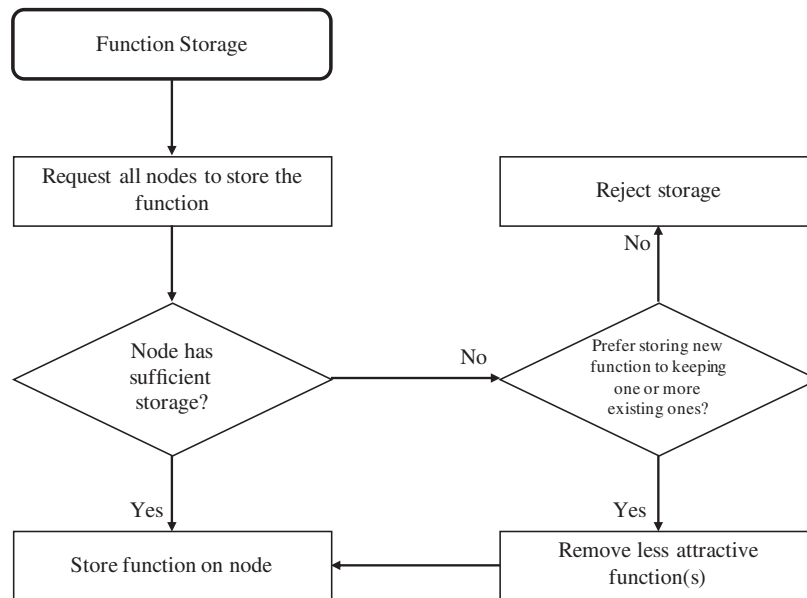 Function Storage
Request all nodes to store the
function
Reject storage
No
Node has
sufficient
storage?
No
Prefer storing new
function to keeping
one or more
existing ones?
Yes
Yes
Store function on node
Remove less attractive
function(s)